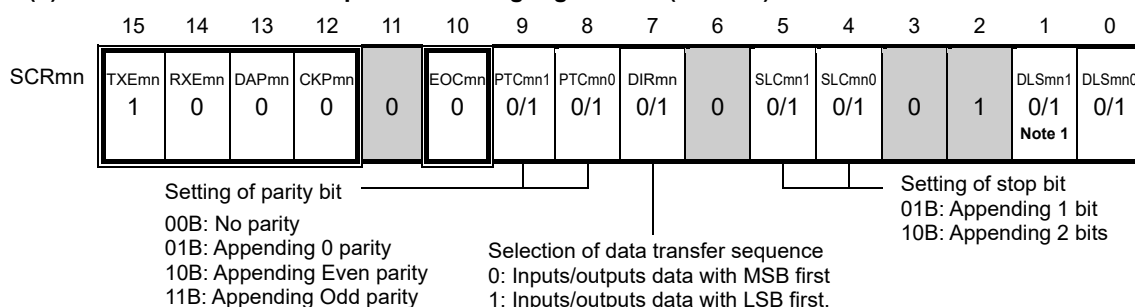 15 14 13 12 11 10 9 8 7 6 5 4 3 2 1 0
SCRmn
TXEmn RXEmn DAPmn CKPmn EOCmn PTCmn1 PTCmn0 DIRmn SLCmn1 SLCmn0 DLSmn1 DLSmn0
1 0 0 0 0 0 0/1 0/1 0/1 0 0/1 0/1 0 1 0/1 0/1
Note 1
Setting of parity bit
00B: No parity
01B: Appending 0 parity
10B: Appending Even parity
11B: Appending Odd parity
Selection of data transfer sequence
0: Inputs/outputs data with MSB first
1: Inputs/outputs data with LSB first.
Setting of stop bit
01B: Appending 1 bit
10B: Appending 2 bits